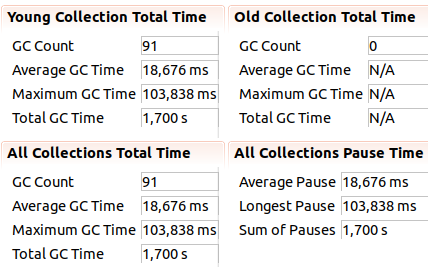 Young Collection Total Time
GC Count 91
Average GC Time 18,676 ms
Maximum GC Time 103,838 ms
Total GC Time 1,700 s
Old Collection Total Time
GC Count 0
Average GC Time N/A
Maximum GC Time N/A
Total GC Time N/A
All Collections Total Time
GC Count 91
Average GC Time 18,676 ms
Maximum GC Time 103,838 ms
Total GC Time 1,700 s
All Collections Pause Time
Average Pause 18,676 ms
Longest Pause 103,838 ms
Sum of Pauses 1,700 s